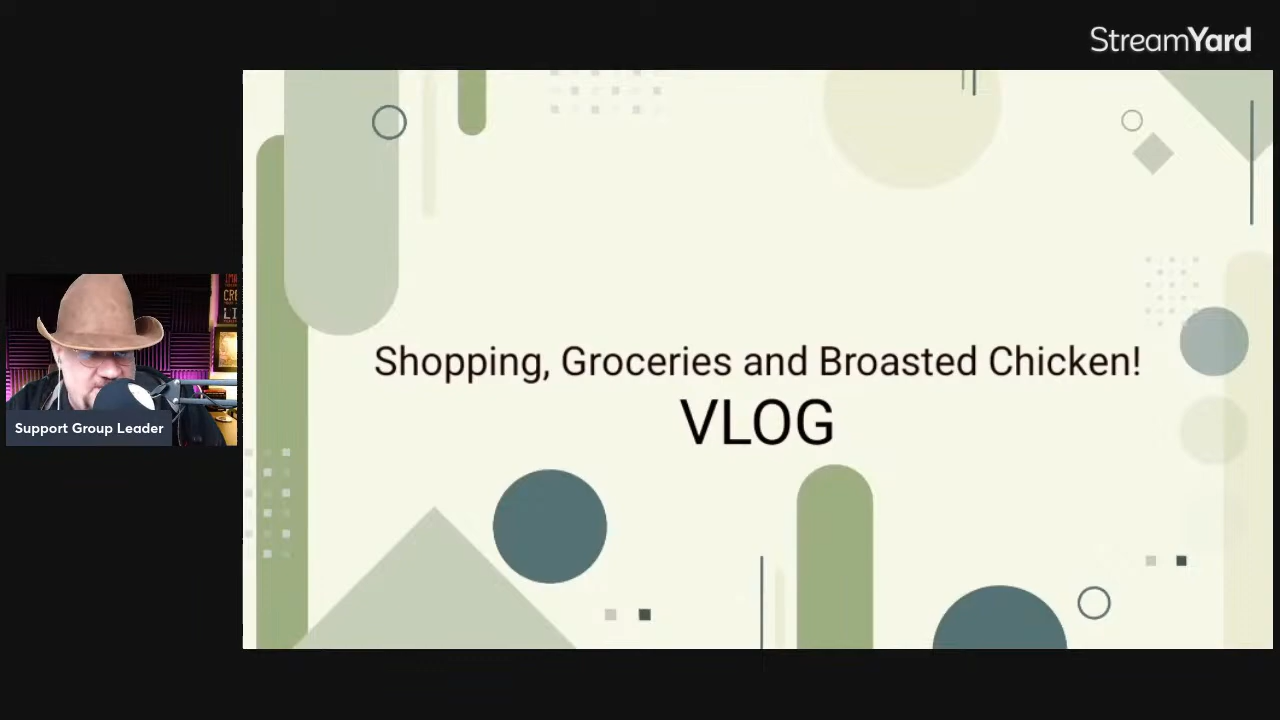 StreamYard
Shopping, Groceries and Broasted Chicken!
VLOG
Support Group Leader